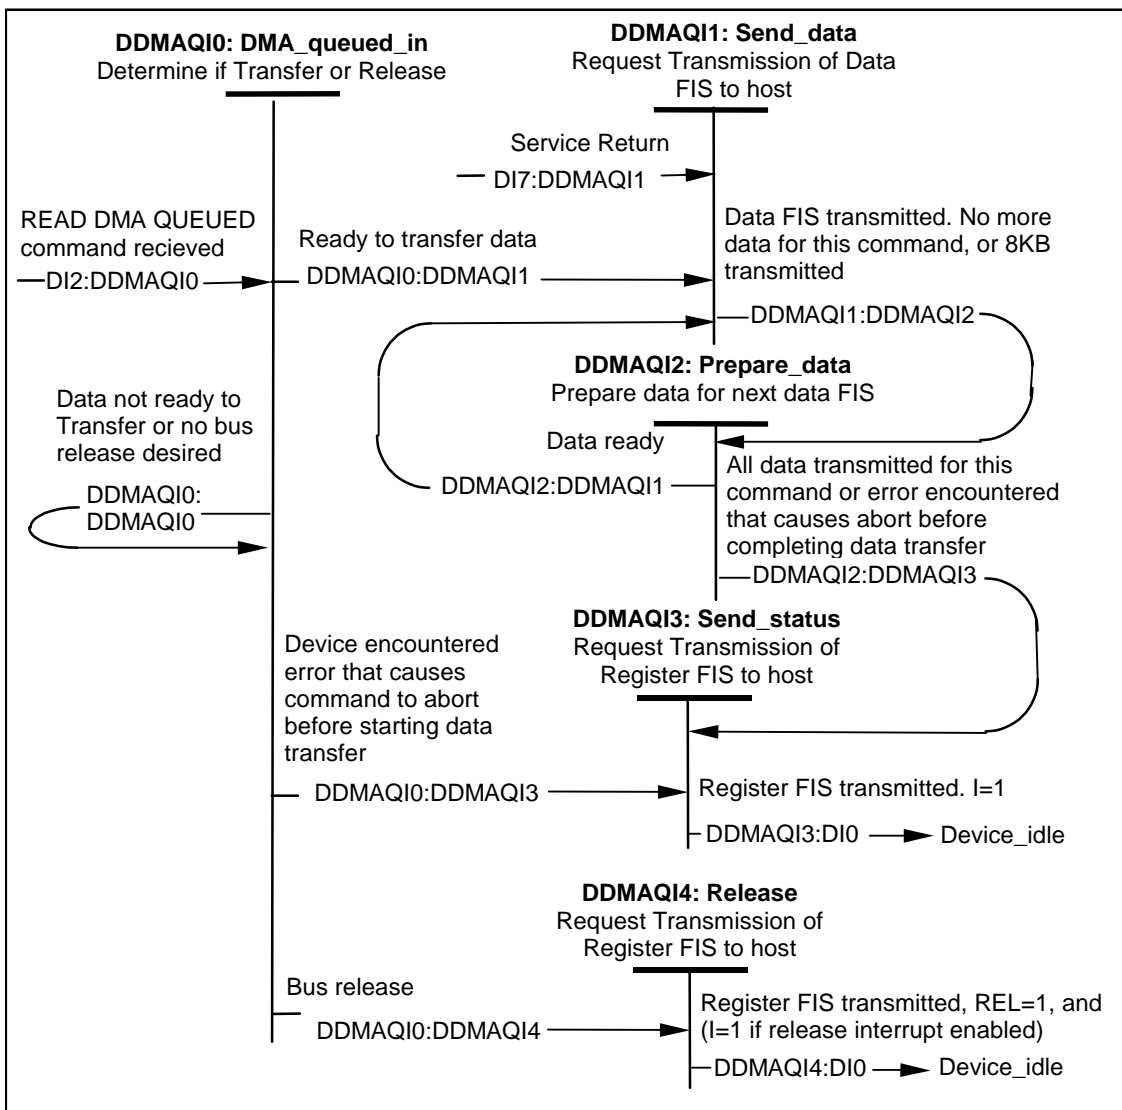 DDMAQI0: DMA_queued_in
Determine if Transfer or Release
DDMAQI1: Send_data
Request Transmission of Data
FIS to host
Service Return
DI7:DDMAQI1
READ DMA QUEUED
command recieved
DI2:DDMAQI0
Ready to transfer data
DDMAQI0:DDMAQI1
Data FIS transmitted. No more
data for this command, or 8KB
transmitted
DDMAQI1:DDMAQI2
DDMAQI2: Prepare_data
Prepare data for next data FIS
Data not ready to
Transfer or no bus
release desired
DDMAQI0:
DDMAQI0
Data ready
DDMAQI2:DDMAQI1
All data transmitted for this
command or error encountered
that causes abort before
completing data transfer
DDMAQI2:DDMAQI3
DDMAQI3: Send_status
Request Transmission of
Register FIS to host
Device encountered
error that causes
command to abort
before starting data
transfer
DDMAQI0:DDMAQI3
Register FIS transmitted. I=1
DDMAQI3:DI0
Device_idle
DDMAQI4: Release
Request Transmission of
Register FIS to host
Bus release
DDMAQI0:DDMAQI4
Register FIS transmitted, REL=1, and
(I=1 if release interrupt enabled)
DDMAQI4:DI0
Device_idle